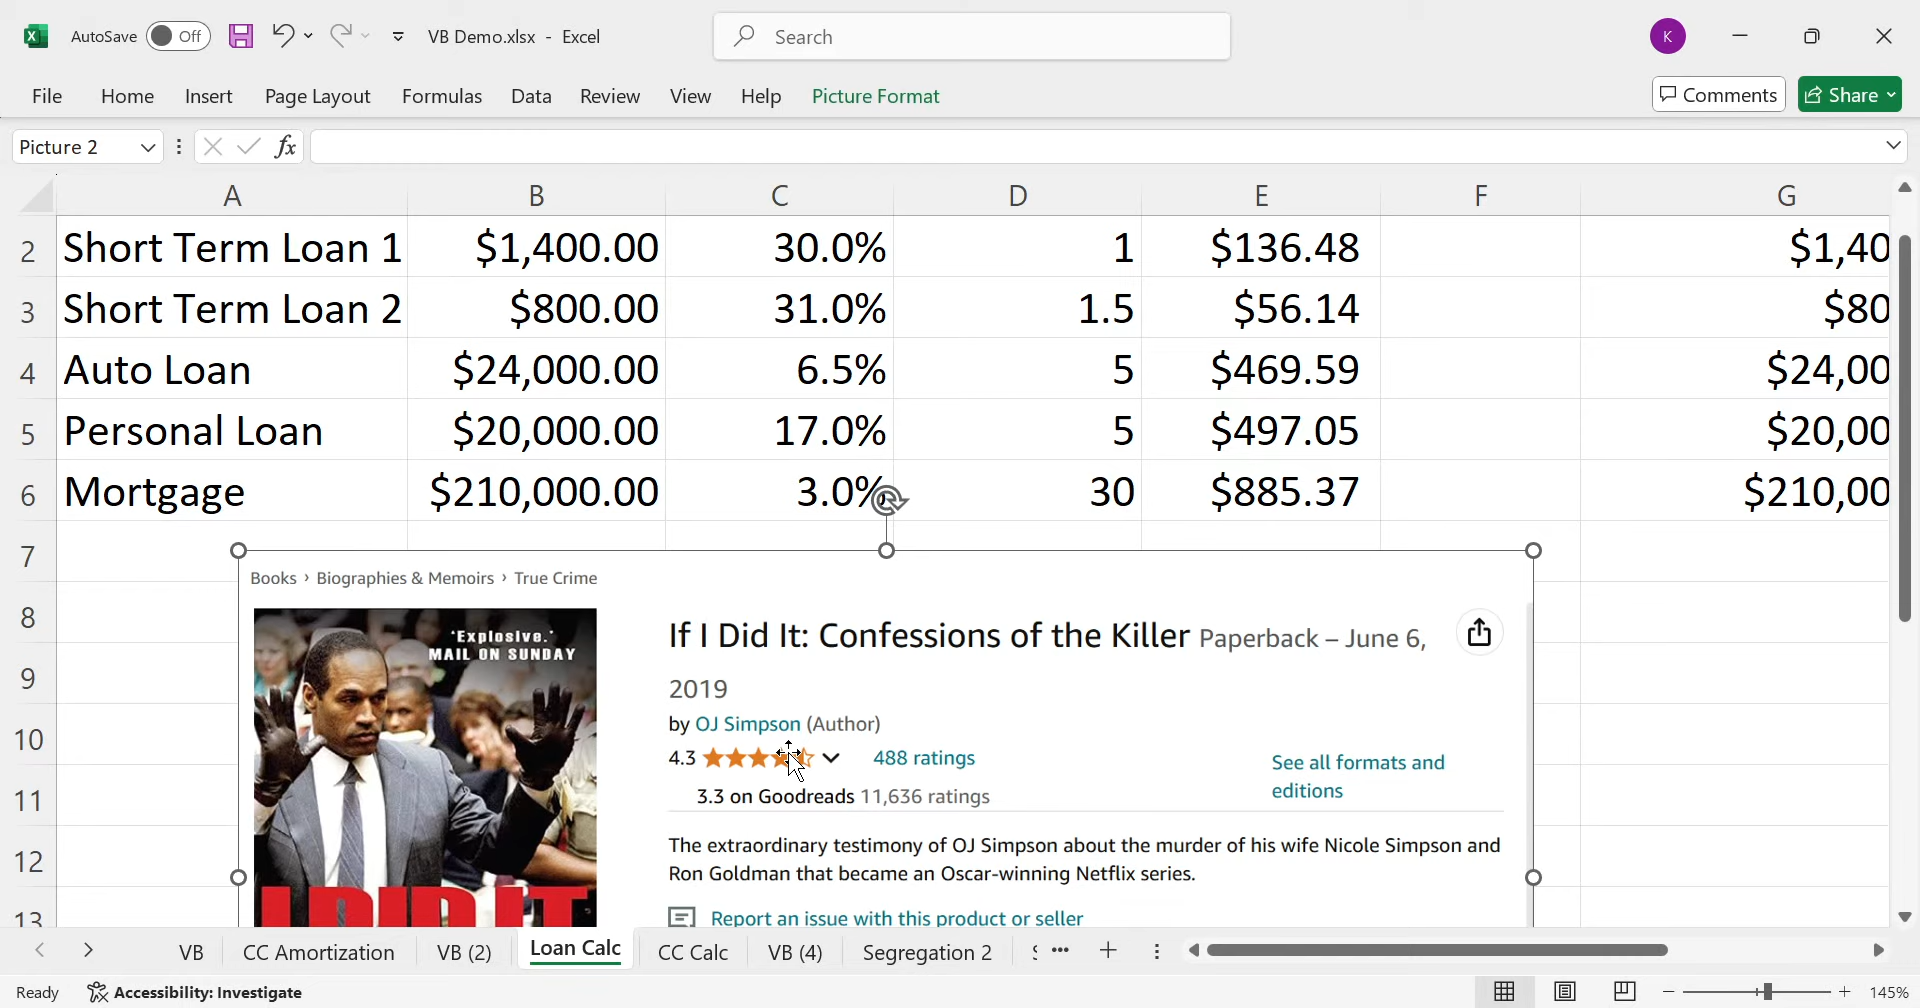 AutoSave Off VB Demo.xlsx - Excel Search K
File Home Insert Page Layout Formulas Data Review View Help Picture Format Comments Share
Picture 2 fx
A B C D E F G
2 Short Term Loan 1 $1,400.00 30.0% 1 $136.48 $1,40
3 Short Term Loan 2 $800.00 31.0% 1.5 $56.14 $80
4 Auto Loan $24,000.00 6.5% 5 $469.59 $24,00
5 Personal Loan $20,000.00 17.0% 5 $497.05 $20,00
6 Mortgage $210,000.00 3.0% 30 $885.37 $210,00
7
Books › Biographies & Memoirs › True Crime
8
'Explosive.'
MAIL ON SUNDAY
If I Did It: Confessions of the Killer Paperback – June 6,
9
2019
10
by OJ Simpson (Author)
4.3 488 ratings
See all formats and
editions
11
3.3 on Goodreads 11,636 ratings
12
The extraordinary testimony of OJ Simpson about the murder of his wife Nicole Simpson and
Ron Goldman that became an Oscar-winning Netflix series.
13
I DID IT
Report an issue with this product or seller
VB CC Amortization VB (2) Loan Calc CC Calc VB (4) Segregation 2
Ready Accessibility: Investigate 145%